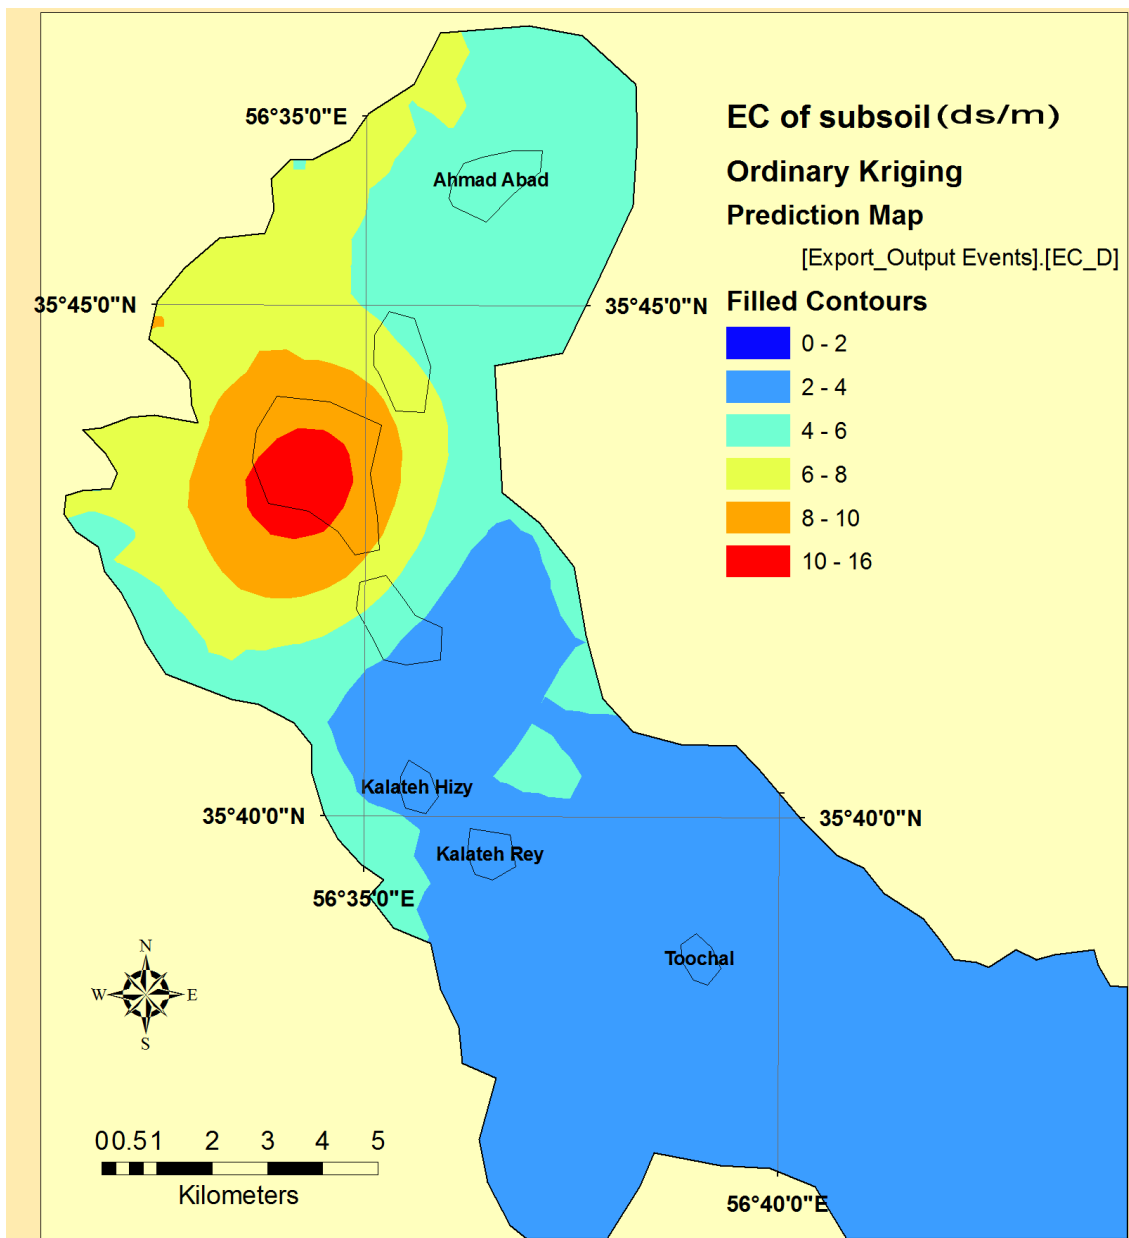 EC of subsoil (ds/m)
Ordinary Kriging
Prediction Map
[Export_Output Events].[EC_D]
Filled Contours
0 - 2
2 - 4
4 - 6
6 - 8
8 - 10
10 - 16
56°35'0"E
Ahmad Abad
35°45'0"N
35°45'0"N
Kalateh Hizy
35°40'0"N
35°40'0"N
Kalateh Rey
56°35'0"E
Toochal
N
W
E
S
0 0.5 1 2 3 4 5
Kilometers
56°40'0"E